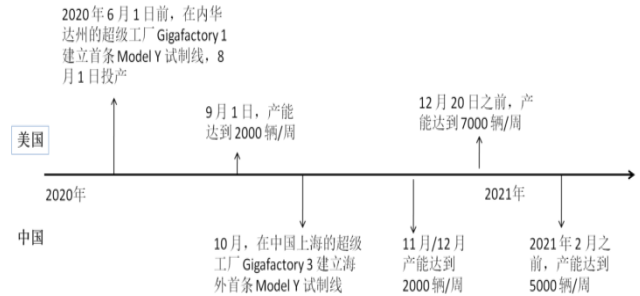 2020年6月1日前，在内华
达州的超级工厂Gigafactory 1
建立首条Model Y试制线，8
月1日投产
9月1日，产能
达到2000辆/周
12月20日之前，产
能达到7000辆/周
美国
2020年
2021年
中国
10月，在中国上海的超级
工厂Gigafactory 3建立海
外首条Model Y试制线
11月/12月
产能达到
2000辆/周
2021年2月之
前，产能达到
5000辆/周